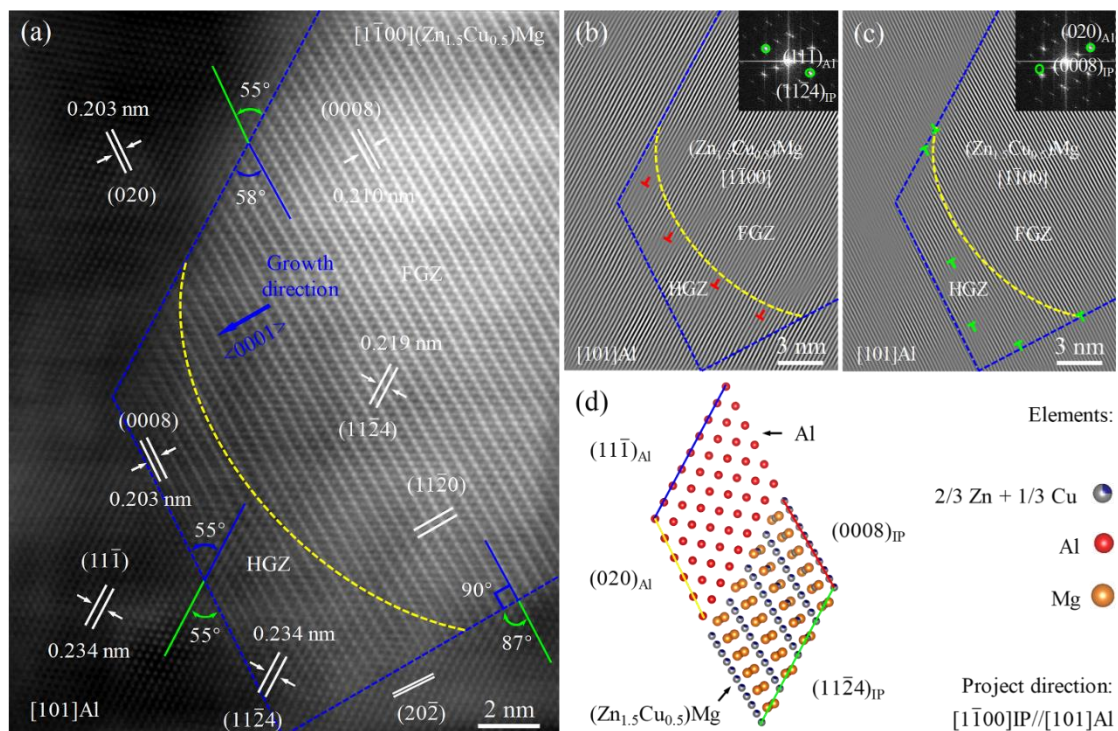 (a)
[11̄00](Zn1.5Cu0.5)Mg
55°
0.203 nm
(0008)
(020)
58°
0.210 nm
FGZ
Growth
direction
<0001>
0.219 nm
(112̄4)
(0008)
0.203 nm
(112̄0)
55°
(111̄)
HGZ
90°
0.234 nm
55°
0.234 nm
87°
[101]Al
(112̄4)
(202̄)
2 nm
(b)
(111̄)Al
(112̄4)IP
(Zn1.5Cu0.5)Mg
[11̄00]
FGZ
HGZ
[101]Al
3 nm
(c)
(020)Al
(0008)IP
(Zn1.5Cu0.5)Mg
[11̄00]
FGZ
HGZ
[101]Al
3 nm
(d)
Elements:
Al
(111̄)Al
2/3 Zn + 1/3 Cu
(0008)IP
Al
(020)Al
Mg
(112̄4)IP
(Zn1.5Cu0.5)Mg
Project direction:
[11̄00]IP//[101]Al